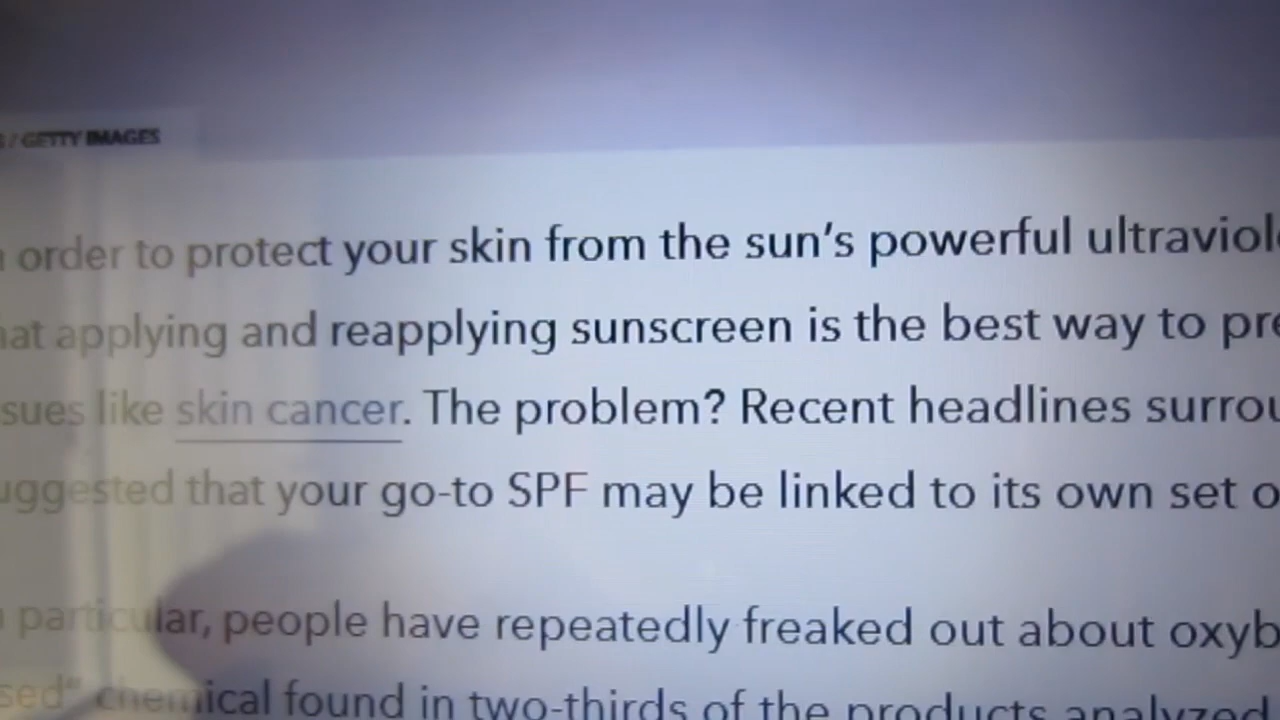 / GETTY IMAGES
order to protect your skin from the sun's powerful ultraviol
applying and reapplying sunscreen is the best way to pr
sues like skin cancer. The problem? Recent headlines surrou
uggested that your go-to SPF may be linked to its own set o
particular, people have repeatedly freaked out about oxyb
sed" chemical found in two-thirds of the products analyzed